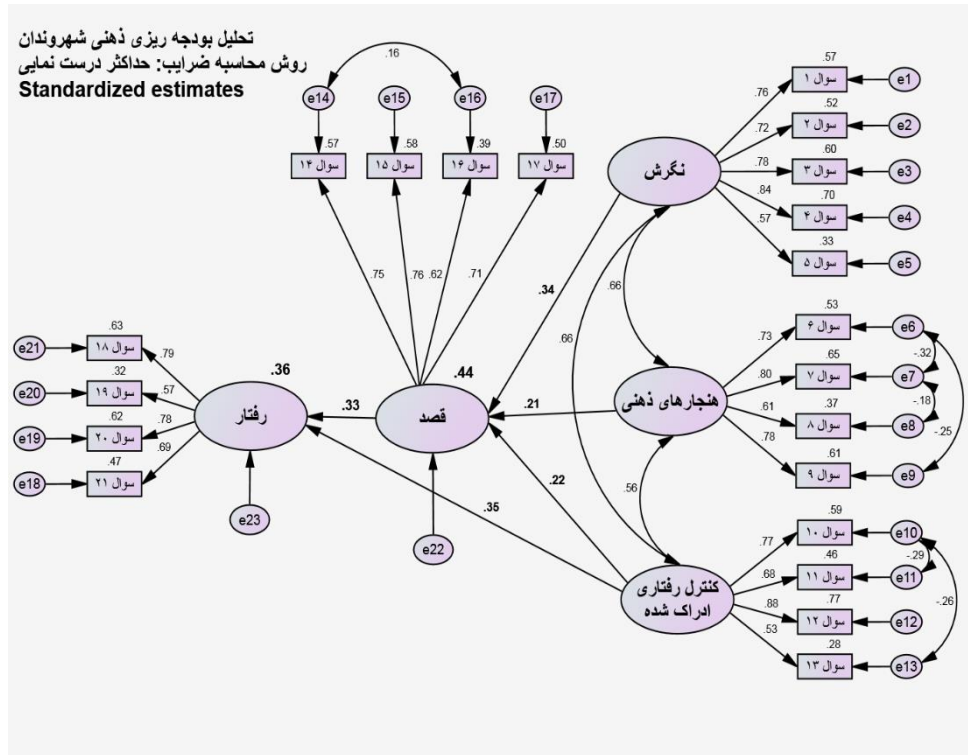 تحلیل بودجه ریزی ذهنی شهروندان
روش محاسبه ضرایب: حداکثر درست نمایی
Standardized estimates
.16
e14
e15
e16
e17
.57
.58
.39
.50
سوال ۱۴
سوال ۱۵
سوال ۱۶
سوال ۱۷
.75
.76
.62
.71
نگرش
.57
.76
سوال ۱
e1
.52
.72
سوال ۲
e2
.60
.78
سوال ۳
e3
.70
.84
سوال ۴
e4
.33
.57
سوال ۵
e5
.34
.66
.66
هنجارهای ذهنی
.53
.73
سوال ۶
e6
.65
.80
سوال ۷
e7
.37
.61
سوال ۸
e8
.61
.78
سوال ۹
e9
-.32
-.18
-.25
.63
e21
سوال ۱۸
.79
.32
e20
سوال ۱۹
.57
.62
e19
سوال ۲۰
.78
.47
e18
سوال ۲۱
.69
.36
رفتار
e23
.33
.44
قصد
e22
.21
.22
.35
.56
کنترل رفتاری
ادراک شده
.59
.77
سوال ۱۰
e10
.46
.68
سوال ۱۱
e11
.77
.88
سوال ۱۲
e12
.28
.53
سوال ۱۳
e13
-.29
-.26